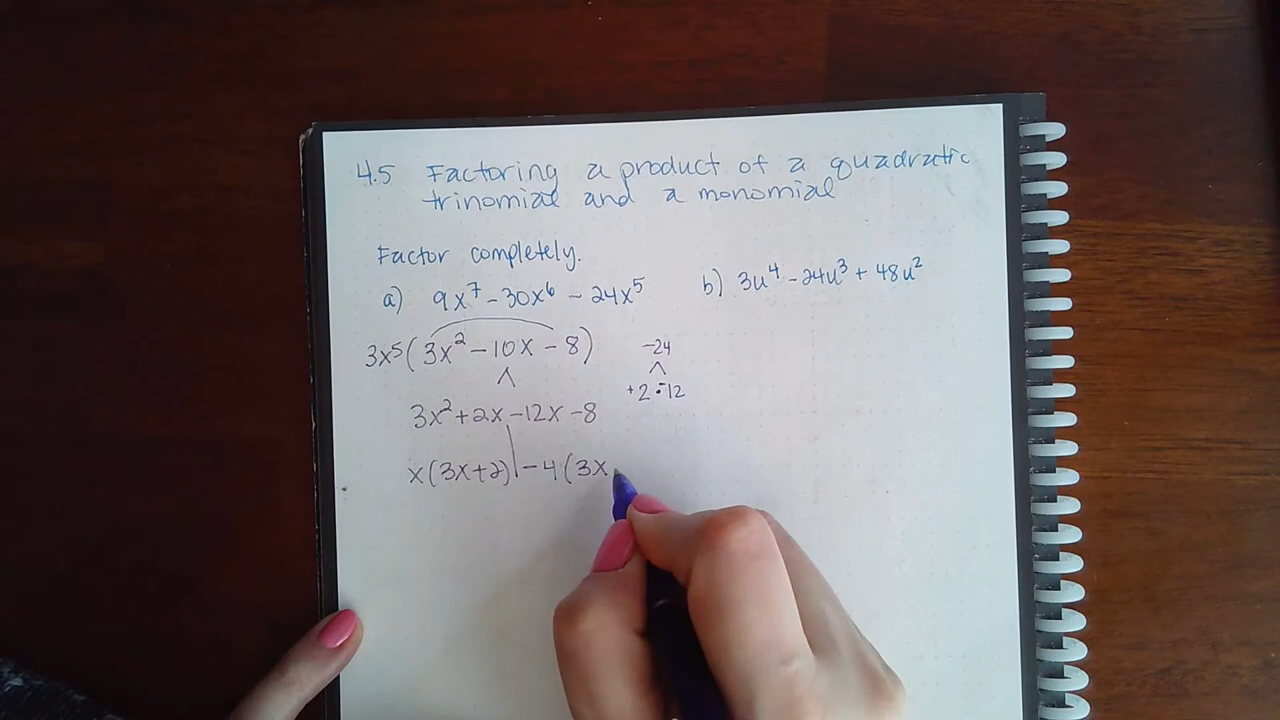 4.5 Factoring a product of a quadratic
trinomial and a monomial
Factor completely.
a) 9x⁷ - 30x⁶ - 24x⁵
b) 3u⁴ - 24u³ + 48u²
3x⁵(3x² - 10x - 8)
-24
+2 · -12
3x² + 2x - 12x - 8
x(3x+2) | - 4(3x